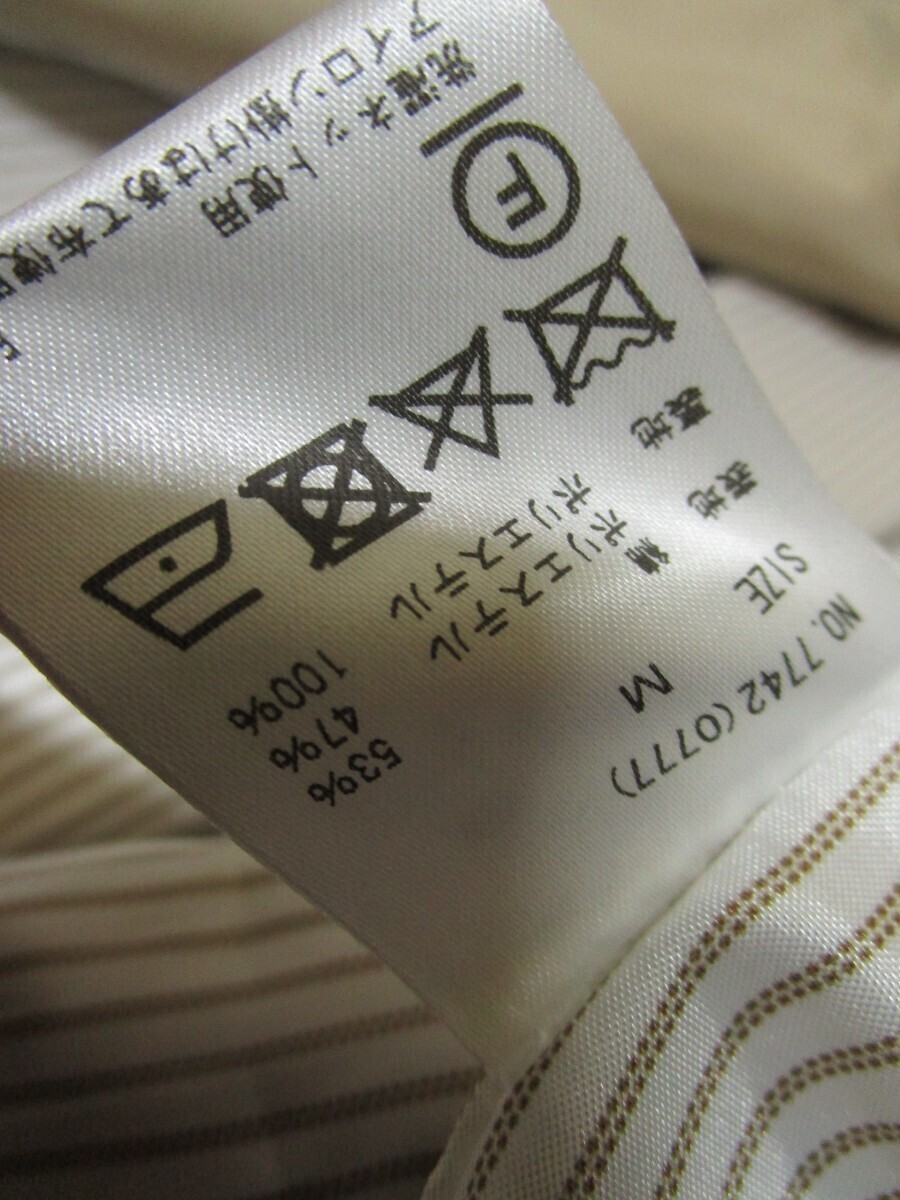 NO. 7742 (0777)
SIZE M
表地 綿 53%
ポリエステル 47%
裏地 ポリエステル 100%
F
洗濯ネット使用
アイロン掛けはあて布使用